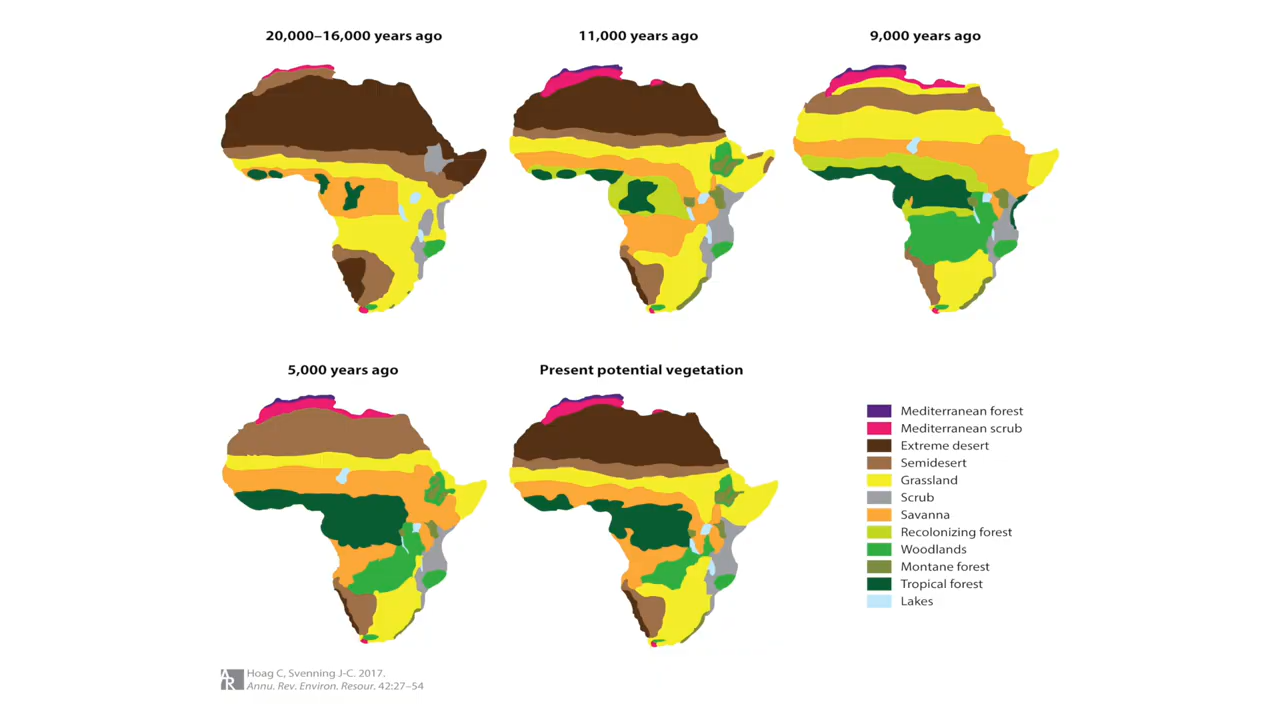 20,000–16,000 years ago
11,000 years ago
9,000 years ago
5,000 years ago
Present potential vegetation
Mediterranean forest
Mediterranean scrub
Extreme desert
Semidesert
Grassland
Scrub
Savanna
Recolonizing forest
Woodlands
Montane forest
Tropical forest
Lakes
AR
Hoag C, Svenning J-C. 2017.
Annu. Rev. Environ. Resour. 42:27–54